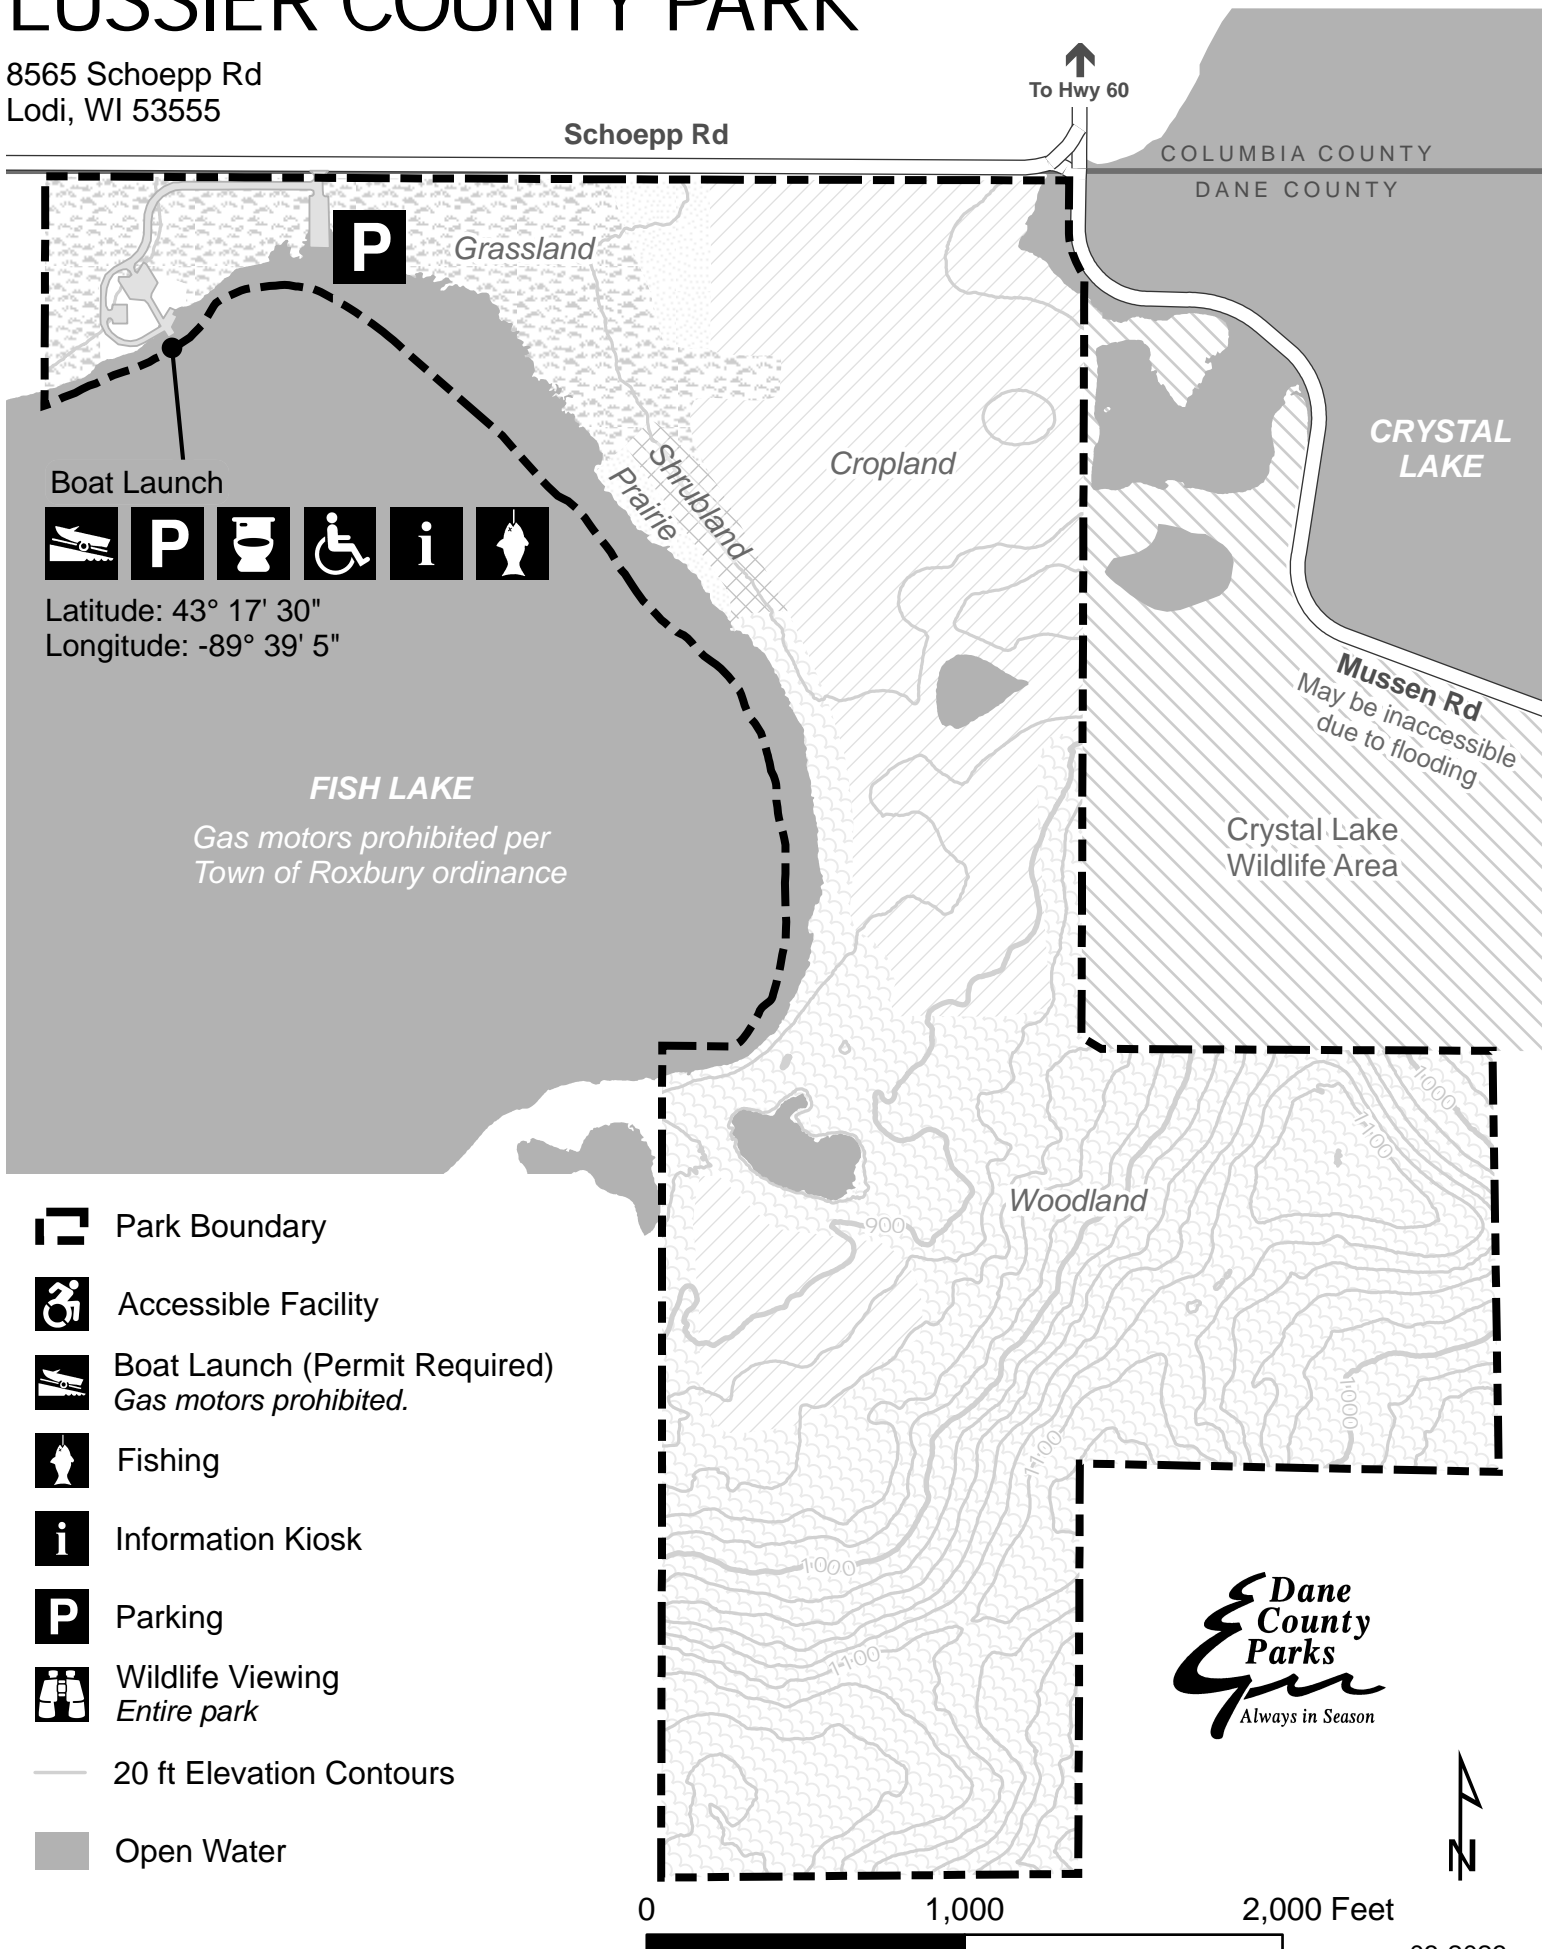 LUSSIER COUNTY PARK
8565 Schoepp Rd
Lodi, WI 53555
To Hwy 60
Schoepp Rd
COLUMBIA COUNTY
DANE COUNTY
P
Grassland
CRYSTAL
LAKE
Cropland
Shrubland
Prairie
Boat Launch
P
i
Latitude: 43° 17' 30"
Longitude: -89° 39' 5"
Mussen Rd
May be inaccessible
due to flooding
FISH LAKE
Gas motors prohibited per
Town of Roxbury ordinance
Crystal Lake
Wildlife Area
1000
1100
Woodland
900
1000
1100
1000
1100
Park Boundary
Accessible Facility
Boat Launch (Permit Required)
Gas motors prohibited.
Fishing
i
Information Kiosk
P
Parking
Wildlife Viewing
Entire park
20 ft Elevation Contours
Open Water
Dane
County
Parks
Always in Season
N
0
1,000
2,000 Feet